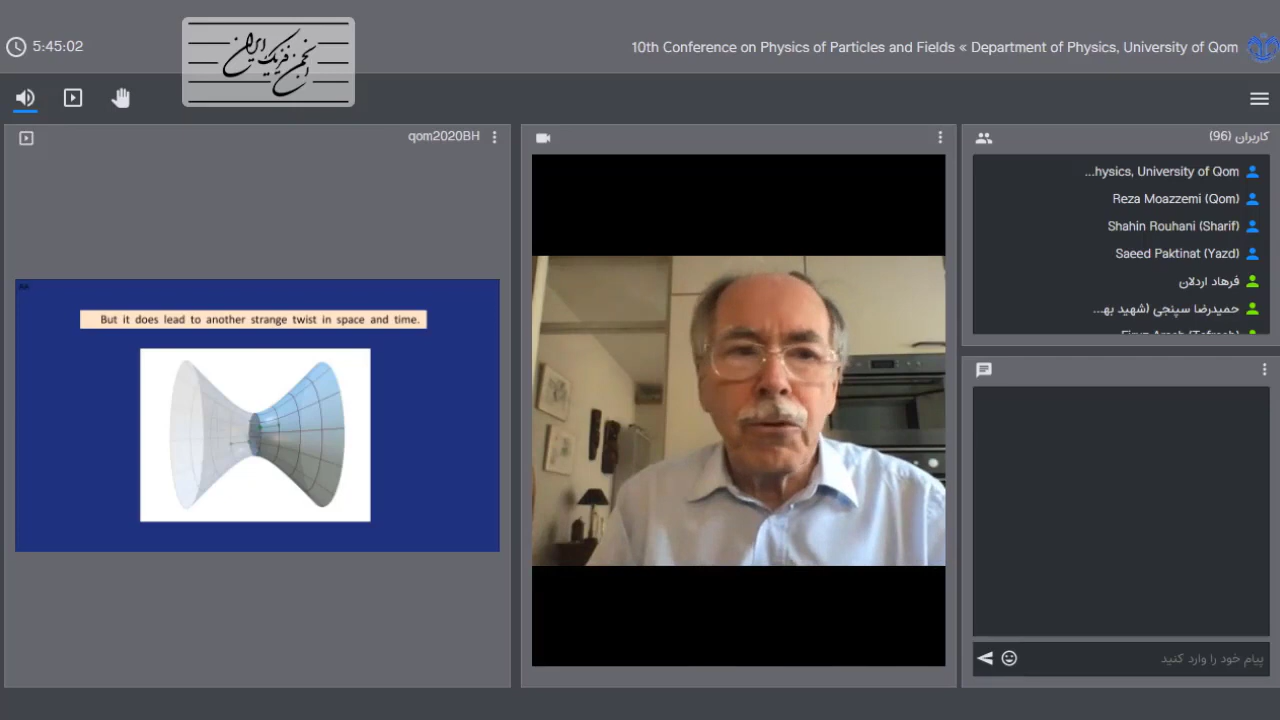 5:45:02
انجمن فیزیک ایران
10th Conference on Physics of Particles and Fields « Department of Physics, University of Qom
qom2020BH
But it does lead to another strange twist in space and time.
کاربران (96)
...hysics, University of Qom
Reza Moazzemi (Qom)
Shahin Rouhani (Sharif)
Saeed Paktinat (Yazd)
فرهاد اردلان
حمیدرضا سپنجی (شهید به...
پیام خود را وارد کنید